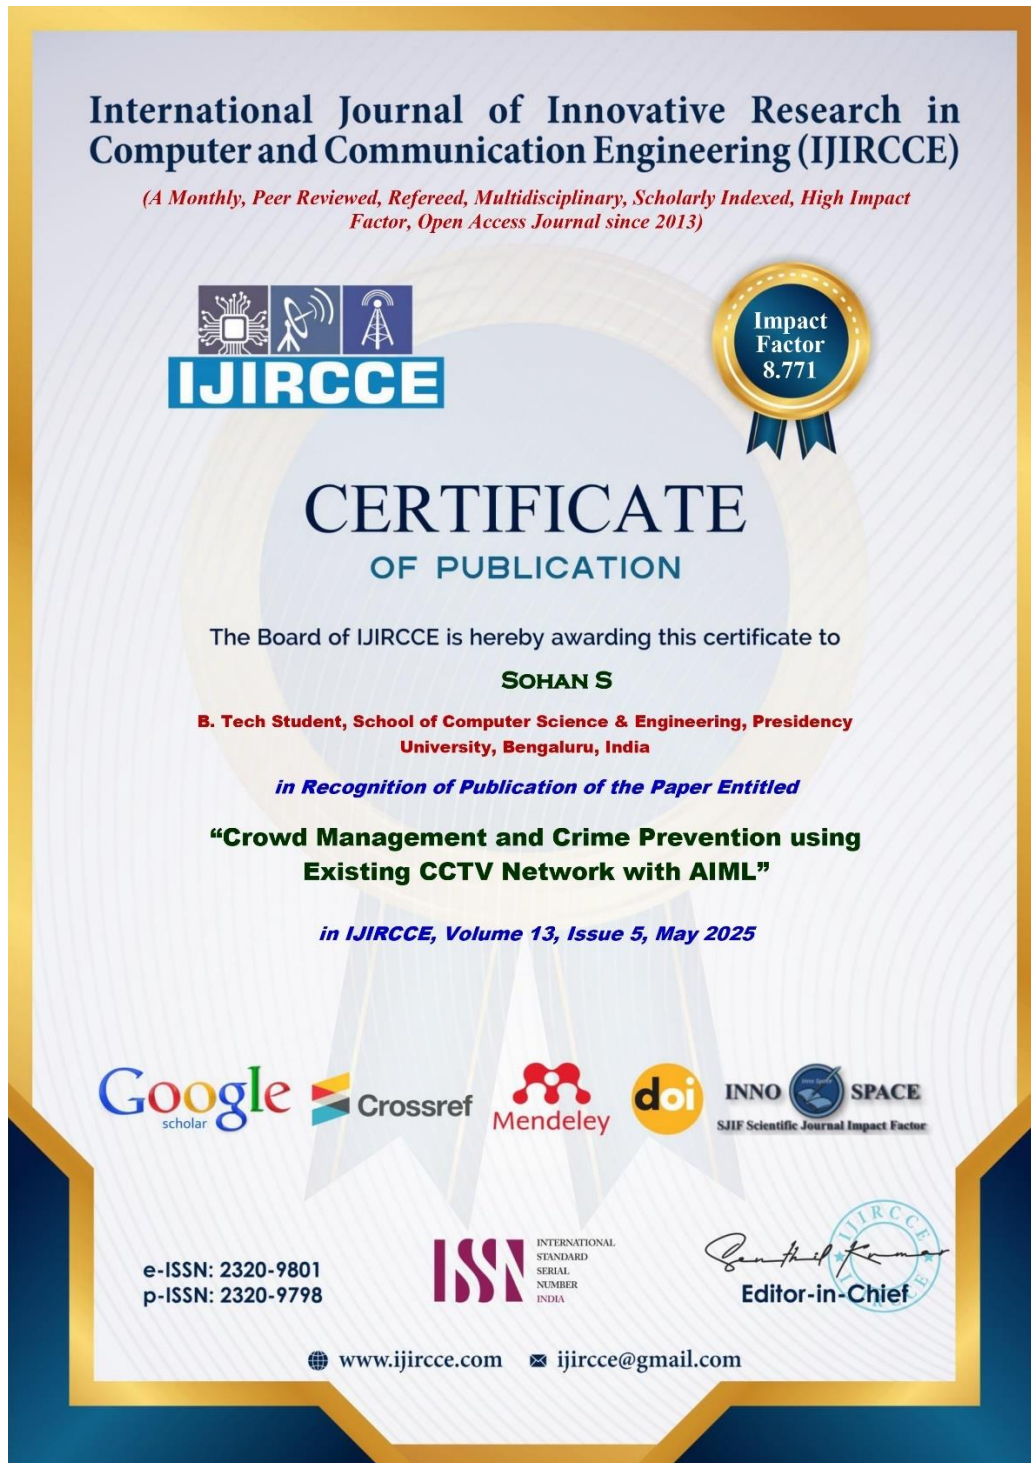 International Journal of Innovative Research in
Computer and Communication Engineering (IJIRCCE)
(A Monthly, Peer Reviewed, Refereed, Multidisciplinary, Scholarly Indexed, High Impact
Factor, Open Access Journal since 2013)
IJIRCCE
Impact
Factor
8.771
CERTIFICATE
OF PUBLICATION
The Board of IJIRCCE is hereby awarding this certificate to
SOHAN S
B. Tech Student, School of Computer Science & Engineering, Presidency
University, Bengaluru, India
in Recognition of Publication of the Paper Entitled
“Crowd Management and Crime Prevention using
Existing CCTV Network with AIML”
in IJIRCCE, Volume 13, Issue 5, May 2025
Google
scholar
Crossref
Mendeley
doi
INNO SPACE
Inno Space
SJIF Scientific Journal Impact Factor
e-ISSN: 2320-9801
p-ISSN: 2320-9798
ISSN
INTERNATIONAL
STANDARD
SERIAL
NUMBER
INDIA
IJIRCCE
Senthil Kumar
IJIRCCE
Editor-in-Chief
www.ijircce.com ijircce@gmail.com